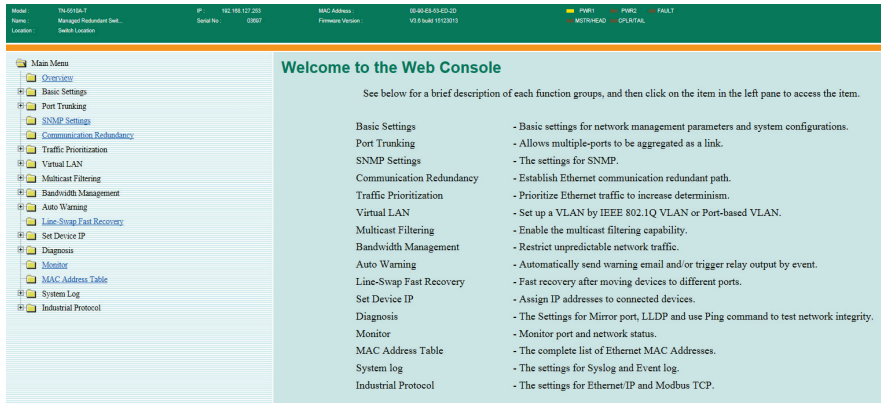 Model : TN-5510A-T IP : 192.168.127.253 MAC Address : 00-90-E8-53-ED-2D PWR1 PWR2 FAULT
Name : Managed Redundant Swit... Serial No : 03697 Firmware Version : V3.8 build 16123013 MSTR/HEAD CPLR/TAIL
Location : Switch Location
Main Menu
Overview
Basic Settings
Port Trunking
SNMP Settings
Communication Redundancy
Traffic Prioritization
Virtual LAN
Multicast Filtering
Bandwidth Management
Auto Warning
Line-Swap Fast Recovery
Set Device IP
Diagnosis
Monitor
MAC Address Table
System Log
Industrial Protocol
Welcome to the Web Console
See below for a brief description of each function groups, and then click on the item in the left pane to access the item.
Basic Settings - Basic settings for network management parameters and system configurations.
Port Trunking - Allows multiple-ports to be aggregated as a link.
SNMP Settings - The settings for SNMP.
Communication Redundancy - Establish Ethernet communication redundant path.
Traffic Prioritization - Prioritize Ethernet traffic to increase determinism.
Virtual LAN - Set up a VLAN by IEEE 802.1Q VLAN or Port-based VLAN.
Multicast Filtering - Enable the multicast filtering capability.
Bandwidth Management - Restrict unpredictable network traffic.
Auto Warning - Automatically send warning email and/or trigger relay output by event.
Line-Swap Fast Recovery - Fast recovery after moving devices to different ports.
Set Device IP - Assign IP addresses to connected devices.
Diagnosis - The Settings for Mirror port, LLDP and use Ping command to test network integrity.
Monitor - Monitor port and network status.
MAC Address Table - The complete list of Ethernet MAC Addresses.
System log - The settings for Syslog and Event log.
Industrial Protocol - The settings for Ethernet/IP and Modbus TCP.